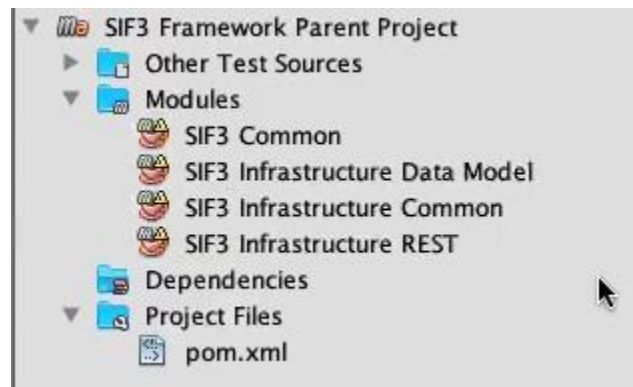 SIF3 Framework Parent Project
Other Test Sources
Modules
SIF3 Common
SIF3 Infrastructure Data Model
SIF3 Infrastructure Common
SIF3 Infrastructure REST
Dependencies
Project Files
pom.xml